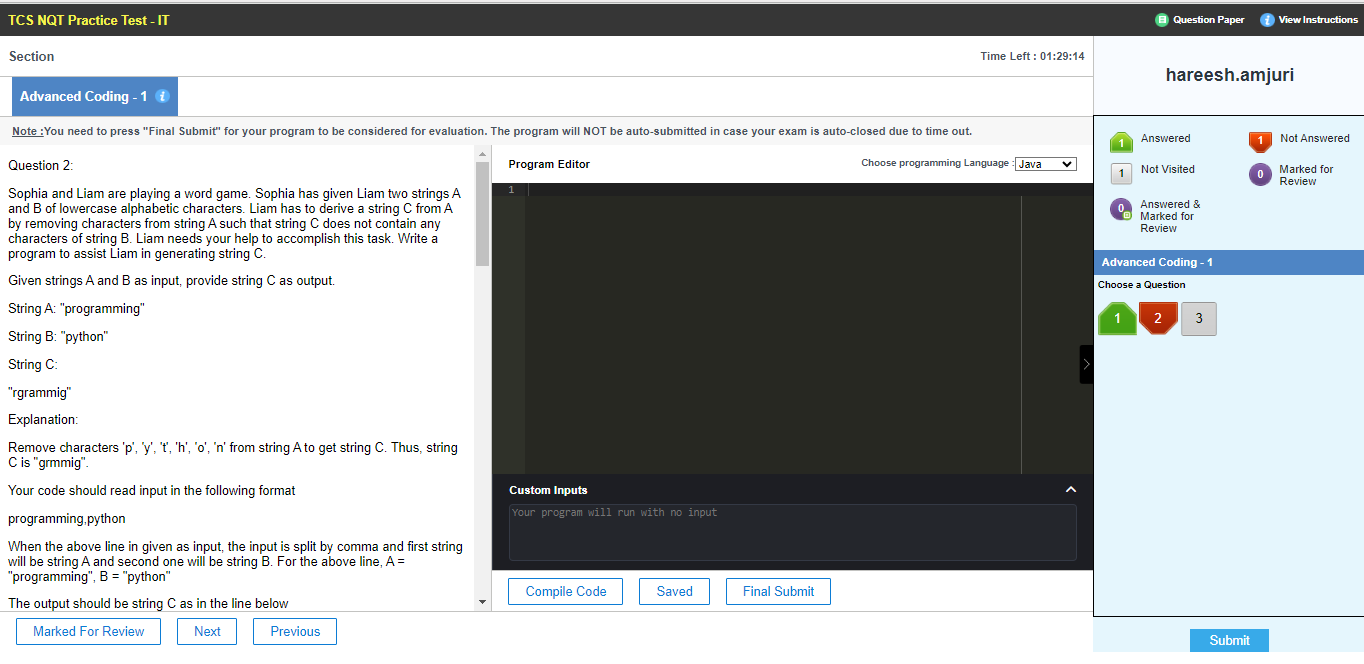 TCS NQT Practice Test - IT
Question Paper
View Instructions
Section
Time Left : 01:29:14
hareesh.amjuri
Advanced Coding - 1
Note :You need to press "Final Submit" for your program to be considered for evaluation. The program will NOT be auto-submitted in case your exam is auto-closed due to time out.
Question 2:
Sophia and Liam are playing a word game. Sophia has given Liam two strings A
and B of lowercase alphabetic characters. Liam has to derive a string C from A
by removing characters from string A such that string C does not contain any
characters of string B. Liam needs your help to accomplish this task. Write a
program to assist Liam in generating string C.
Given strings A and B as input, provide string C as output.
String A: "programming"
String B: "python"
String C:
"rgrammig"
Explanation:
Remove characters 'p', 'y', 't', 'h', 'o', 'n' from string A to get string C. Thus, string
C is "grmmig".
Your code should read input in the following format
programming,python
When the above line in given as input, the input is split by comma and first string
will be string A and second one will be string B. For the above line, A =
"programming", B = "python"
The output should be string C as in the line below
Program Editor
Choose programming Language :
Java
1
Custom Inputs
Your program will run with no input
Compile Code
Saved
Final Submit
Marked For Review
Next
Previous
1
Answered
1
Not Answered
1
Not Visited
0
Marked for
Review
0
Answered &
Marked for
Review
Advanced Coding - 1
Choose a Question
1
2
3
Submit